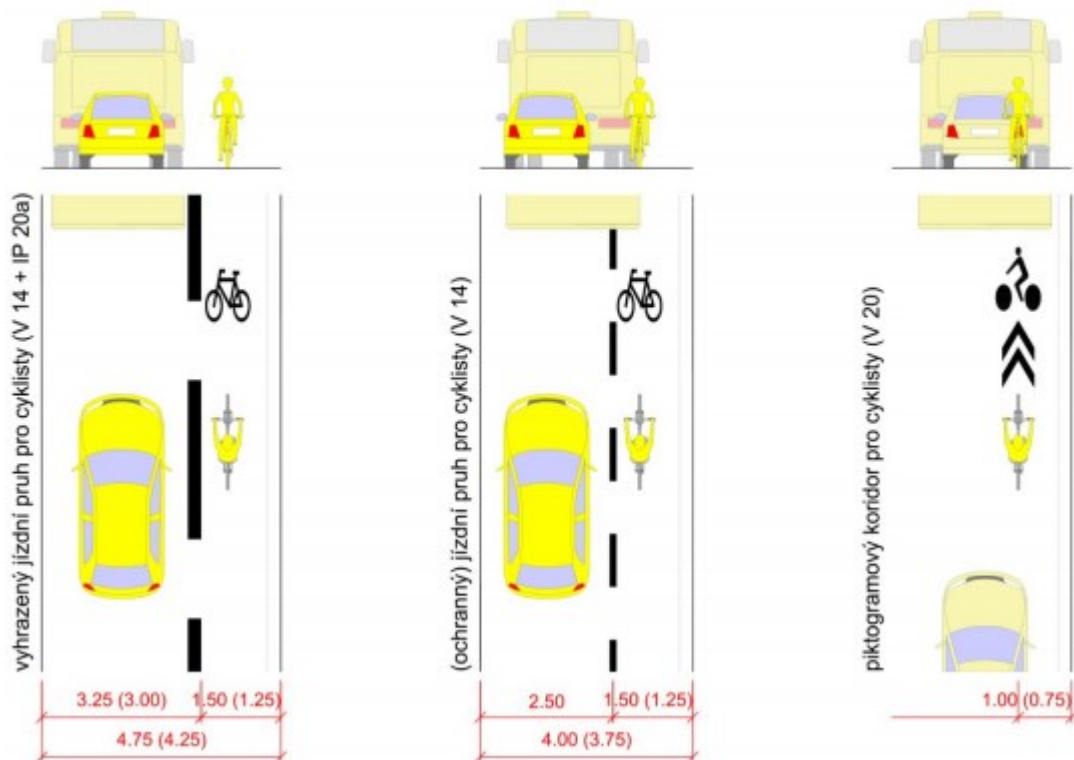 vyhrazený jízdní pruh pro cyklisty (V 14 + IP 20a)
3.25 (3.00)
1.50 (1.25)
4.75 (4.25)
(ochranný) jízdní pruh pro cyklisty (V 14)
2.50
1.50 (1.25)
4.00 (3.75)
piktogramový koridor pro cyklisty (V 20)
1.00 (0.75)